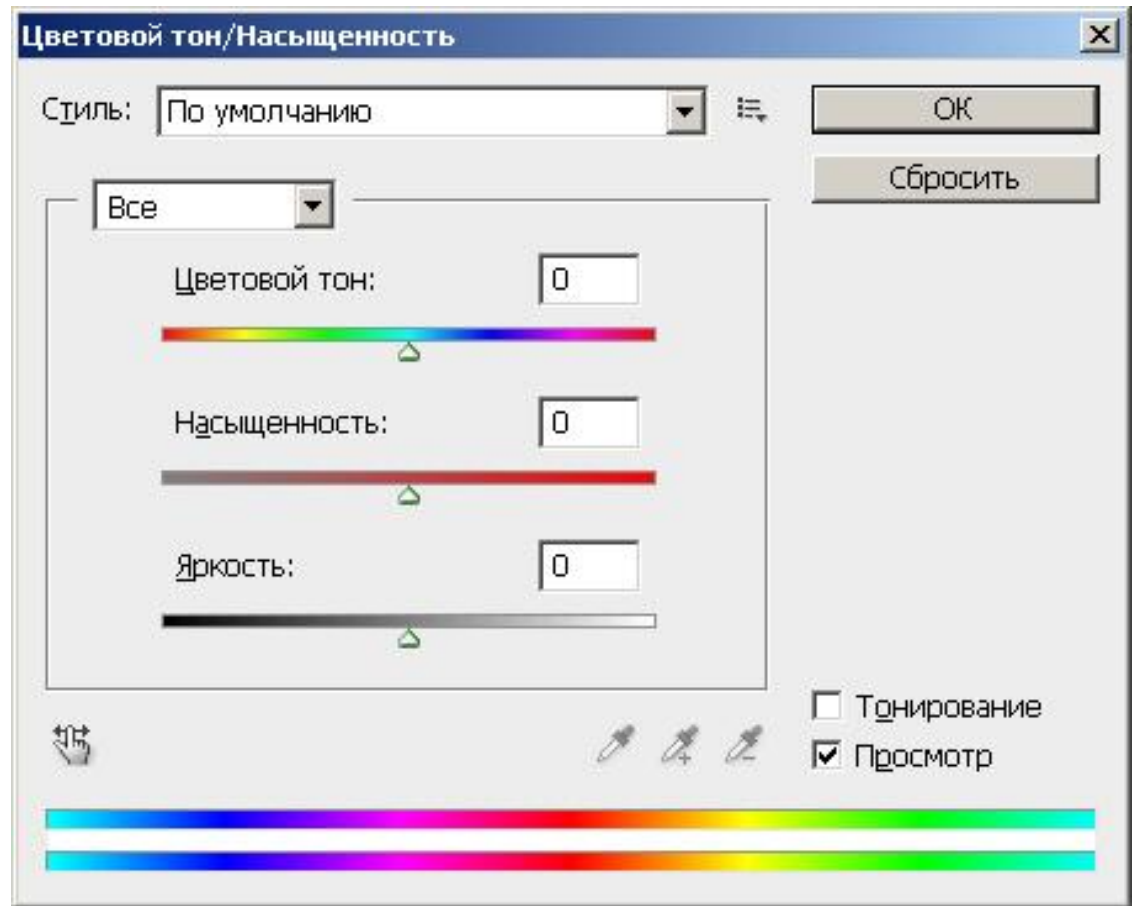 Цветовой тон/Насыщенность
Стиль: По умолчанию
OK
Сбросить
Все
Цветовой тон: 0
Насыщенность: 0
Яркость: 0
Тонирование
Просмотр